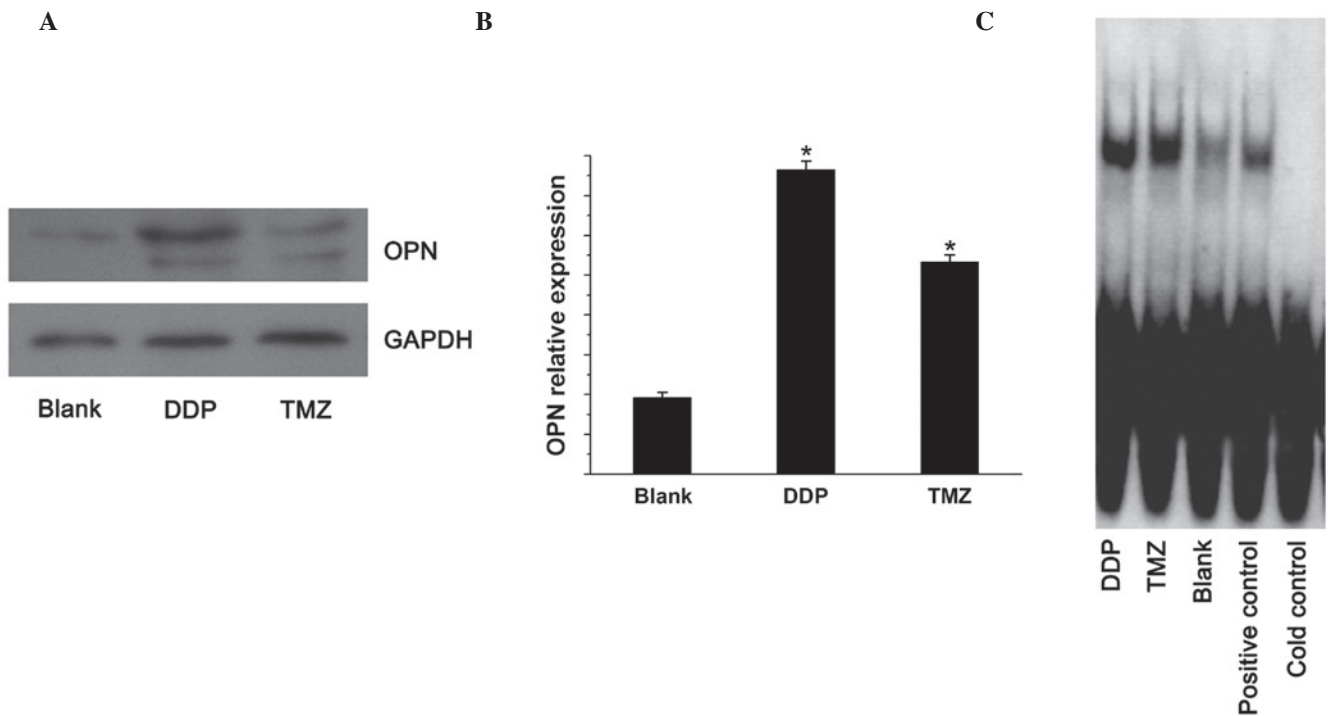 A
B
C
OPN
GAPDH
Blank DDP TMZ
OPN relative expression
*
*
Blank DDP TMZ
DDP
TMZ
Blank
Positive control
Cold control